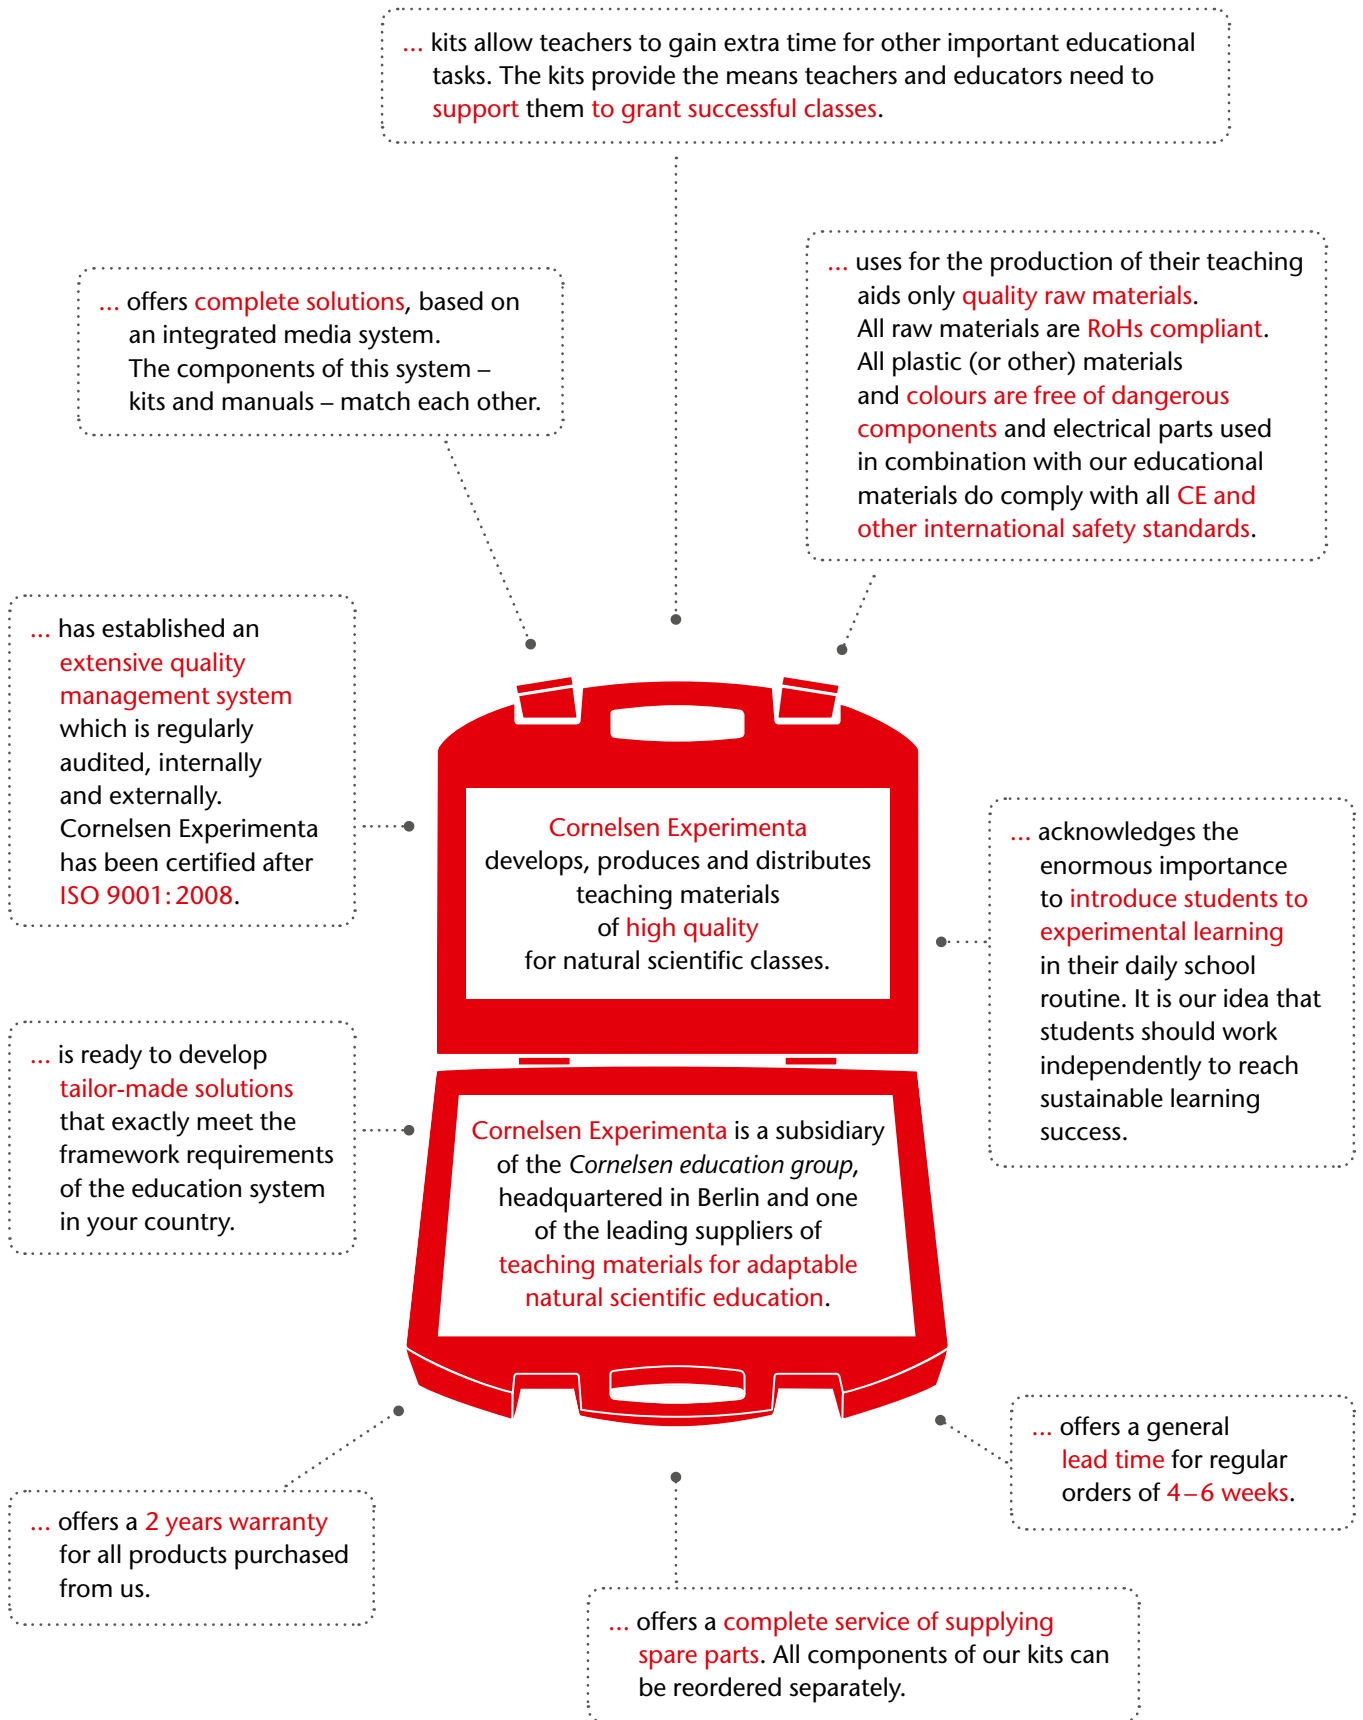 ... kits allow teachers to gain extra time for other important educational
tasks. The kits provide the means teachers and educators need to
support them to grant successful classes.
... offers complete solutions, based on
an integrated media system.
The components of this system –
kits and manuals – match each other.
... uses for the production of their teaching
aids only quality raw materials.
All raw materials are RoHs compliant.
All plastic (or other) materials
and colours are free of dangerous
components and electrical parts used
in combination with our educational
materials do comply with all CE and
other international safety standards.
... has established an
extensive quality
management system
which is regularly
audited, internally
and externally.
Cornelsen Experimenta
has been certified after
ISO 9001: 2008.
Cornelsen Experimenta
develops, produces and distributes
teaching materials
of high quality
for natural scientific classes.
... acknowledges the
enormous importance
to introduce students to
experimental learning
in their daily school
routine. It is our idea that
students should work
independently to reach
sustainable learning
success.
... is ready to develop
tailor-made solutions
that exactly meet the
framework requirements
of the education system
in your country.
Cornelsen Experimenta is a subsidiary
of the Cornelsen education group,
headquartered in Berlin and one
of the leading suppliers of
teaching materials for adaptable
natural scientific education.
... offers a general
lead time for regular
orders of 4 – 6 weeks.
... offers a 2 years warranty
for all products purchased
from us.
... offers a complete service of supplying
spare parts. All components of our kits can
be reordered separately.